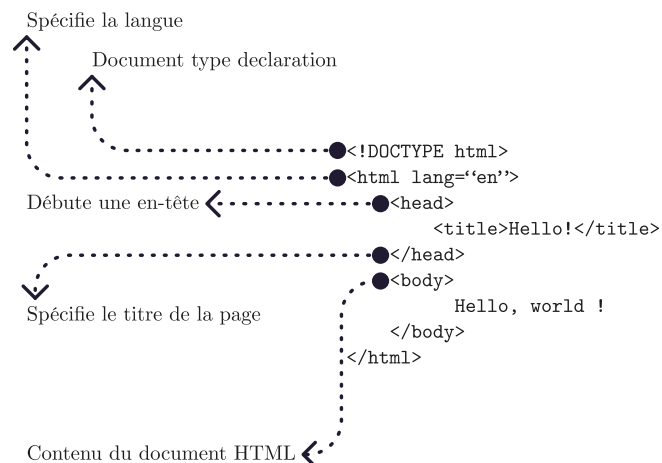 Spécifie la langue
Document type declaration
<!DOCTYPE html>
<html lang=“en”>
Débute une en-tête
<head>
<title>Hello!</title>
</head>
<body>
Spécifie le titre de la page
Hello, world !
</body>
</html>
Contenu du document HTML